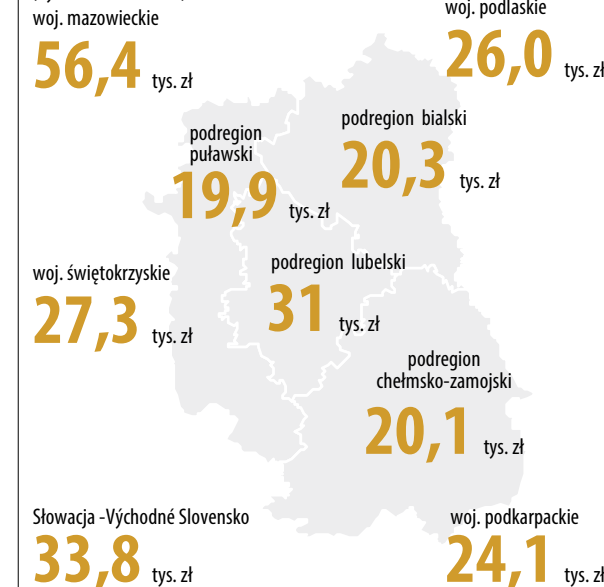 woj. mazowieckie
56,4 tys. zł
woj. podlaskie
26,0 tys. zł
podregion
puławski
19,9 tys. zł
podregion bialski
20,3 tys. zł
woj. świętokrzyskie
27,3 tys. zł
podregion lubelski
31 tys. zł
podregion
chełmsko-zamojski
20,1 tys. zł
Słowacja -Východné Slovensko
33,8 tys. zł
woj. podkarpackie
24,1 tys. zł